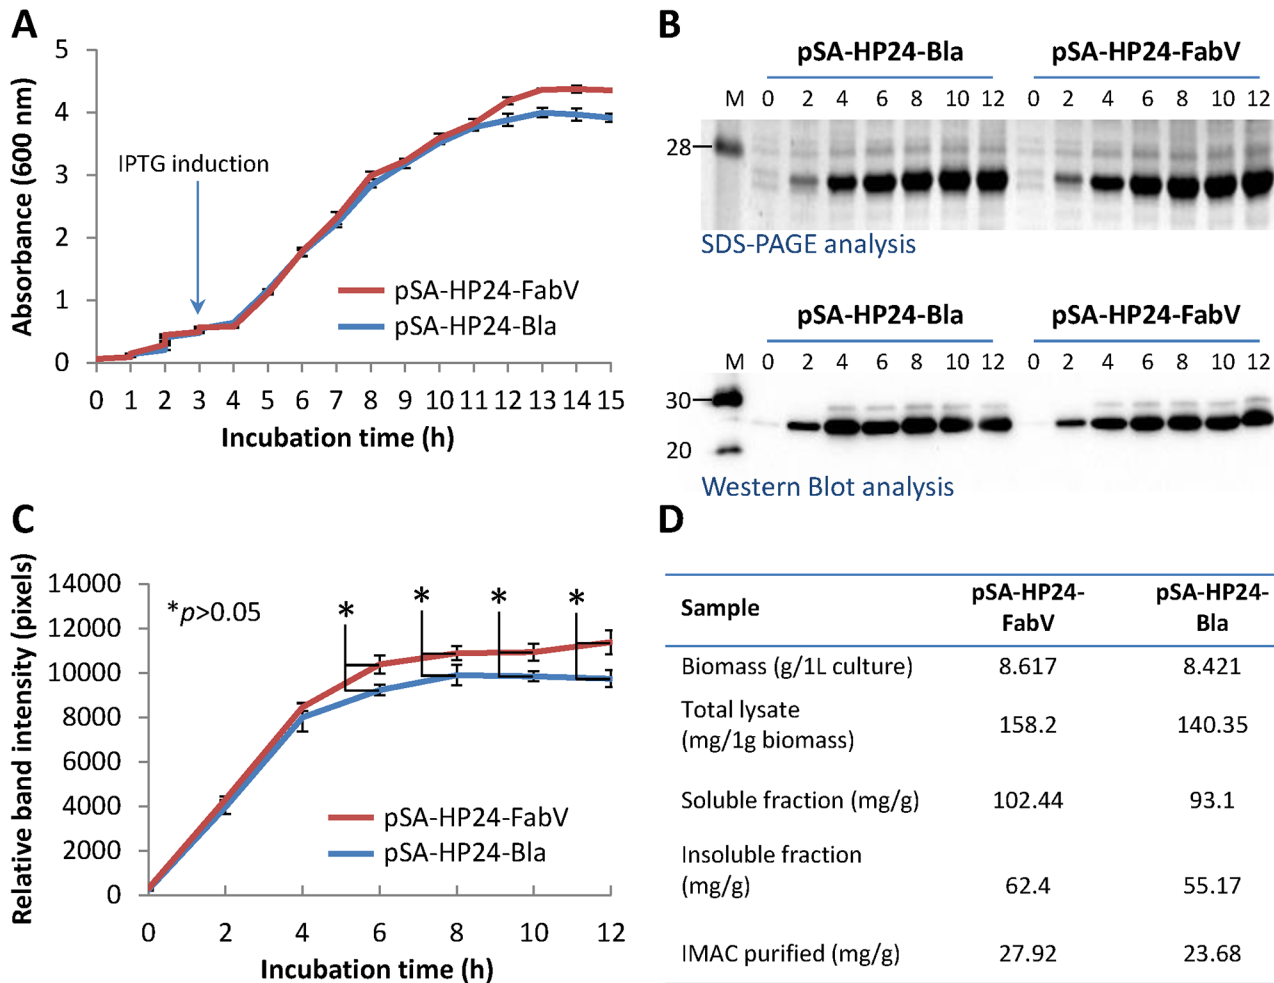 A
5
4
3
2
1
0
Absorbance (600 nm)
IPTG induction
pSA-HP24-FabV
pSA-HP24-Bla
0 1 2 3 4 5 6 7 8 9 10 11 12 13 14 15
Incubation time (h)
B
pSA-HP24-Bla pSA-HP24-FabV
M 0 2 4 6 8 10 12 0 2 4 6 8 10 12
28
SDS-PAGE analysis
pSA-HP24-Bla pSA-HP24-FabV
M 0 2 4 6 8 10 12 0 2 4 6 8 10 12
30
20
Western Blot analysis
C
14000
12000
10000
8000
6000
4000
2000
0
Relative band intensity (pixels)
*p>0.05
* * * *
pSA-HP24-FabV
pSA-HP24-Bla
0 2 4 6 8 10 12
Incubation time (h)
D
Sample pSA-HP24-FabV pSA-HP24-Bla
Biomass (g/1L culture) 8.617 8.421
Total lysate
(mg/1g biomass) 158.2 140.35
Soluble fraction (mg/g) 102.44 93.1
Insoluble fraction
(mg/g) 62.4 55.17
IMAC purified (mg/g) 27.92 23.68